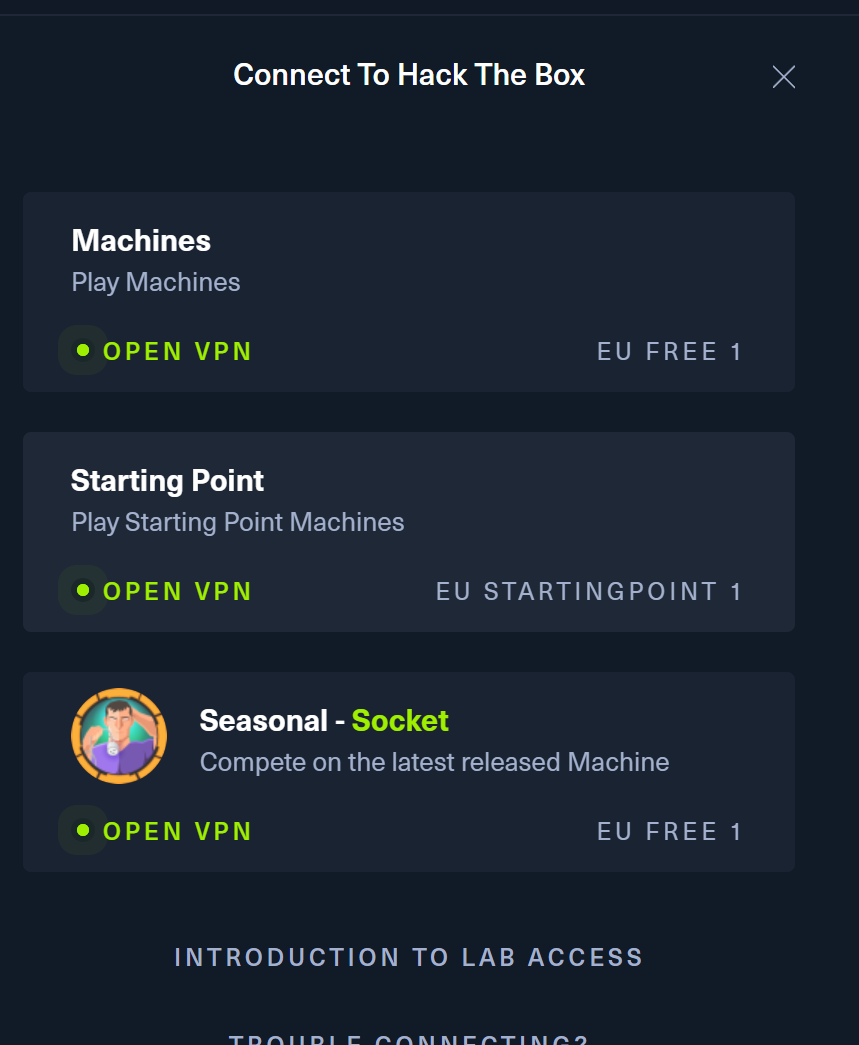 Connect To Hack The Box
Machines
Play Machines
OPEN VPN
EU FREE 1
Starting Point
Play Starting Point Machines
OPEN VPN
EU STARTINGPOINT 1
Seasonal - Socket
Compete on the latest released Machine
OPEN VPN
EU FREE 1
INTRODUCTION TO LAB ACCESS
TROUBLE CONNECTING?